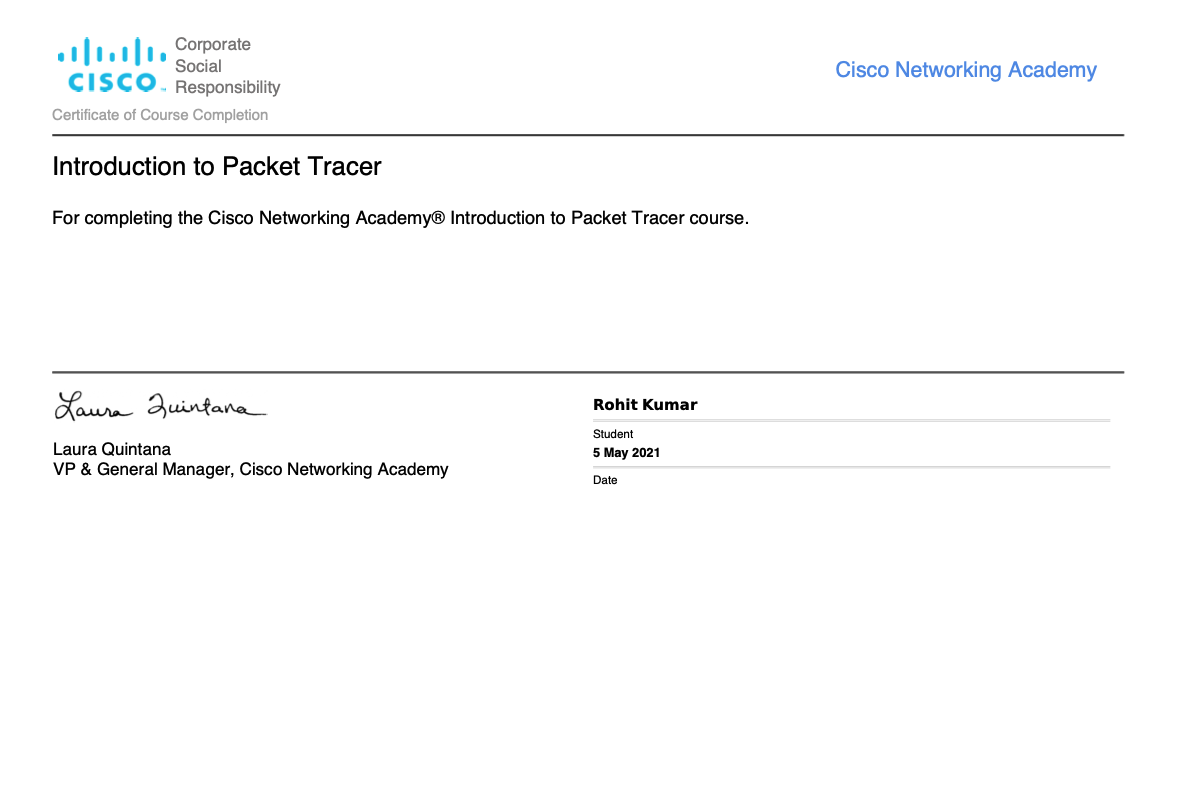 Corporate
Social
Responsibility
CISCO™
Cisco Networking Academy
Certificate of Course Completion
Introduction to Packet Tracer
For completing the Cisco Networking Academy® Introduction to Packet Tracer course.
Laura Quintana
Laura Quintana
VP & General Manager, Cisco Networking Academy
Rohit Kumar
Student
5 May 2021
Date